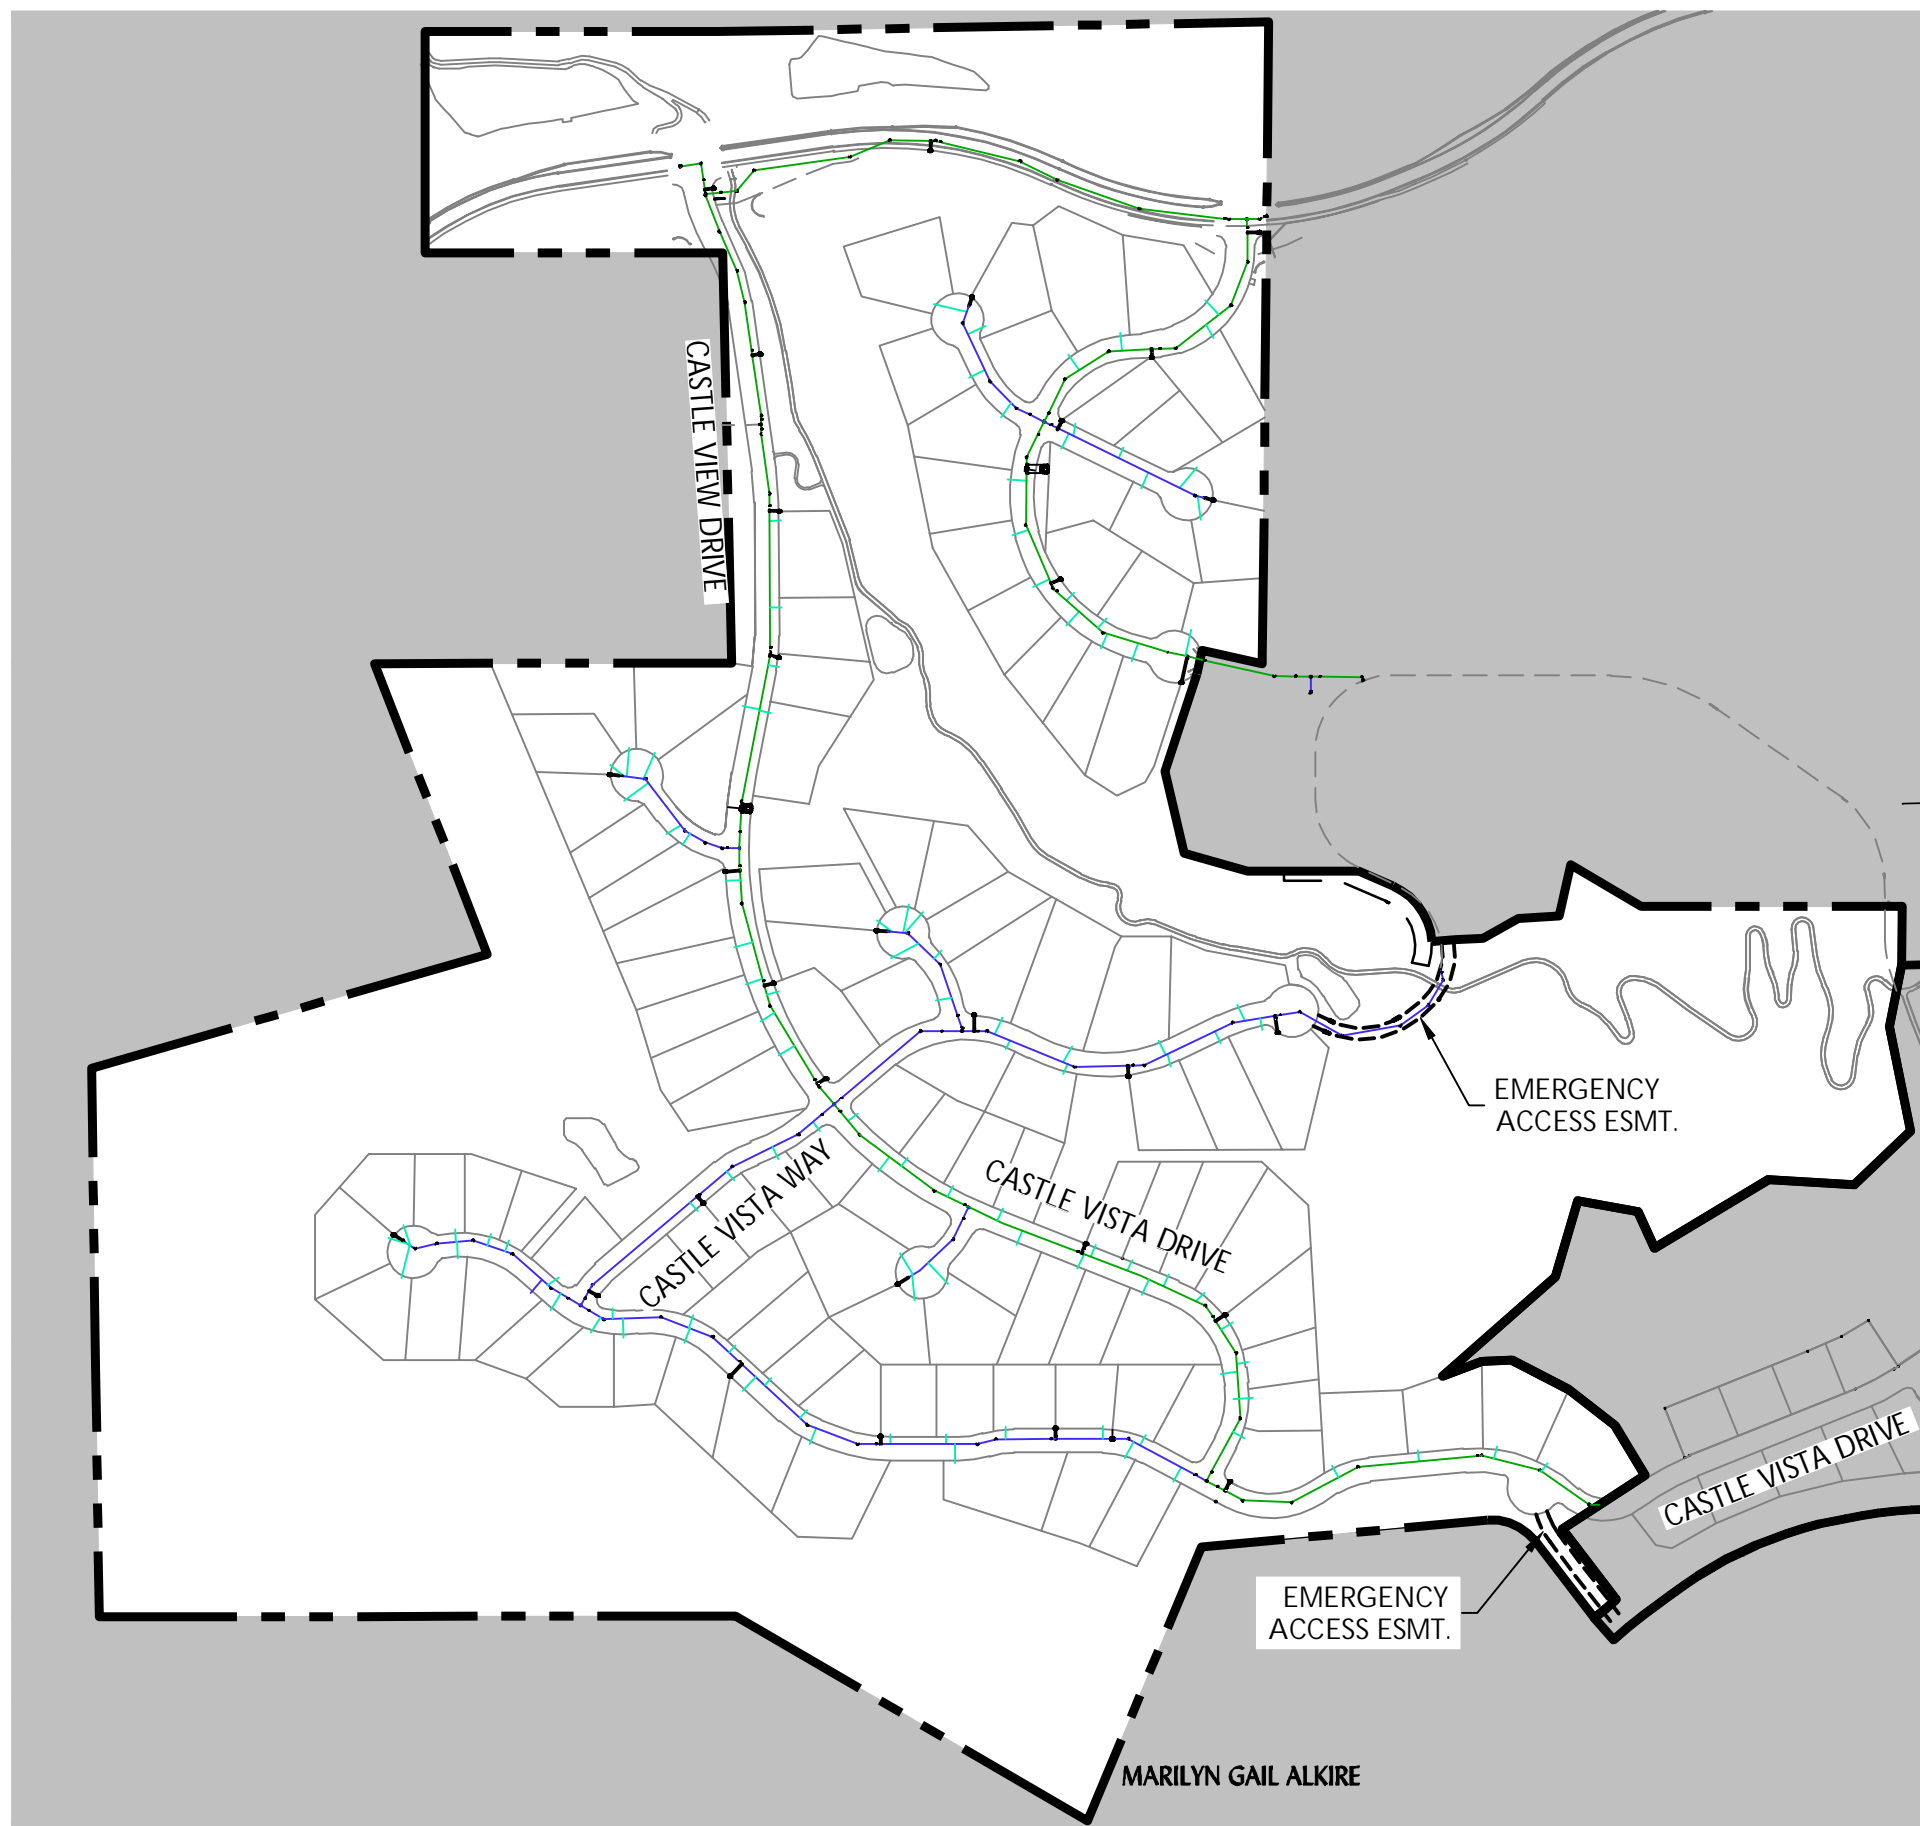 CASTLE VIEW DRIVE
EMERGENCY
ACCESS ESMT.
CASTLE VISTA WAY
CASTLE VISTA DRIVE
CASTLE VISTA DRIVE
EMERGENCY
ACCESS ESMT.
MARILYN GAIL ALKIRE